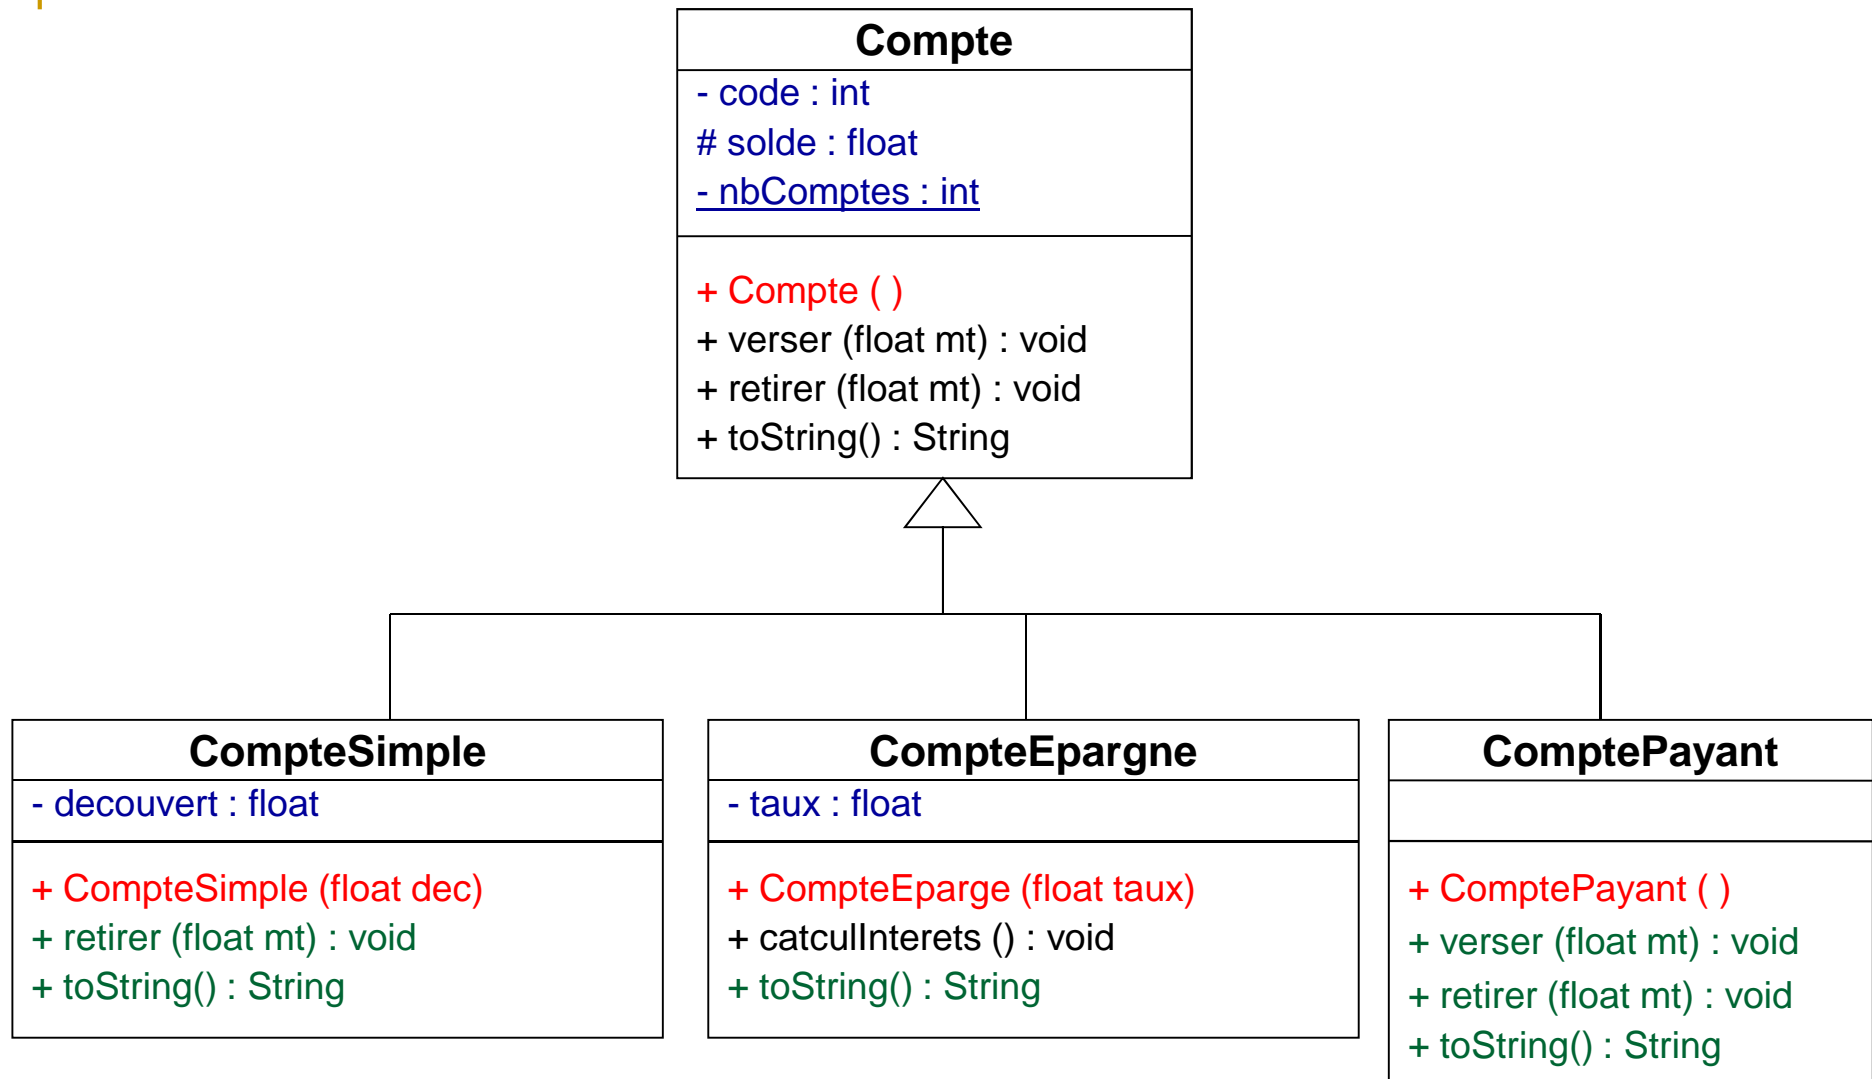 Compte
- code : int
# solde : float
- nbComptes : int
+ Compte ( )
+ verser (float mt) : void
+ retirer (float mt) : void
+ toString() : String
CompteSimple
- decouvert : float
+ CompteSimple (float dec)
+ retirer (float mt) : void
+ toString() : String
CompteEpargne
- taux : float
+ CompteEparge (float taux)
+ catculInterets () : void
+ toString() : String
ComptePayant
+ ComptePayant ( )
+ verser (float mt) : void
+ retirer (float mt) : void
+ toString() : String